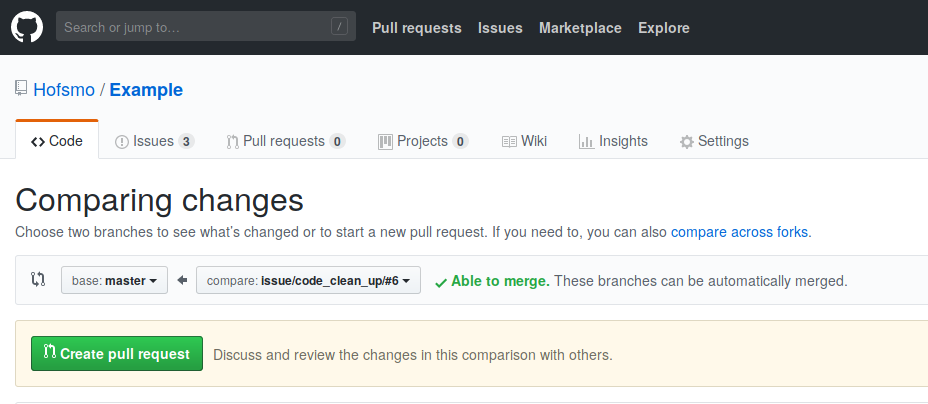 Search or jump to… / Pull requests Issues Marketplace Explore
Hofsmo / Example
Code Issues 3 Pull requests 0 Projects 0 Wiki Insights Settings
Comparing changes
Choose two branches to see what's changed or to start a new pull request. If you need to, you can also compare across forks.
base: master compare: issue/code_clean_up/#6 Able to merge. These branches can be automatically merged.
Create pull request Discuss and review the changes in this comparison with others.